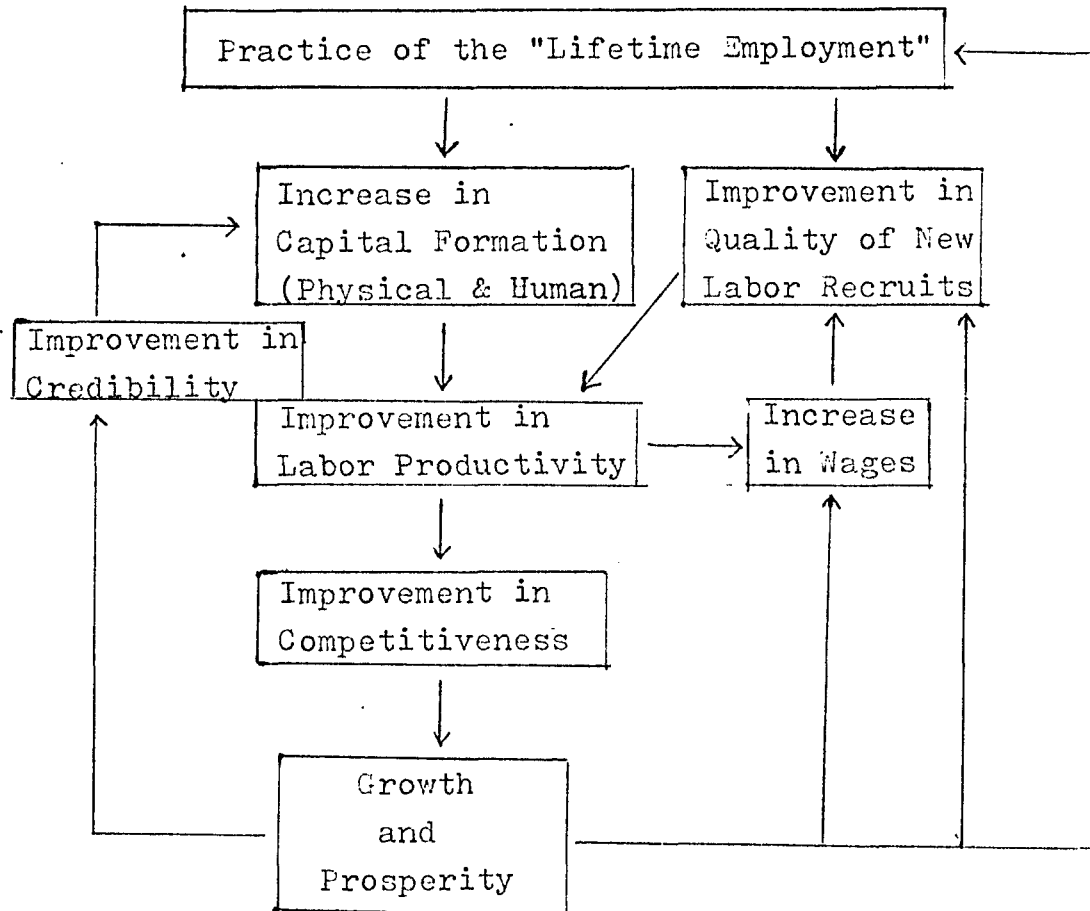 Practice of the "Lifetime Employment"
Increase in
Capital Formation
(Physical & Human)
Improvement in
Quality of New
Labor Recruits
Improvement in
Credibility
Improvement in
Labor Productivity
Increase
in Wages
Improvement in
Competitiveness
Growth
and
Prosperity